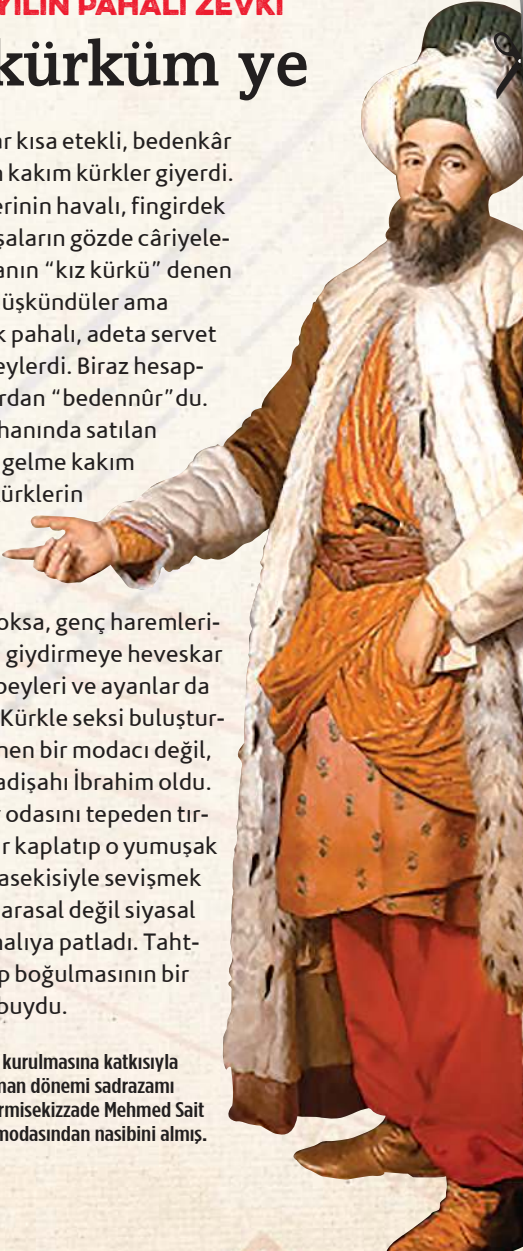 YILIN PAHALI ZEVKİ
kürküm ye
ar kısa etekli, bedenkâr
n kakım kürkler giyerdi.
erinin havalı, fingirdek
şaların gözde câriyele-
anın “kız kürkü” denen
üşkündüler ama
k pahalı, adeta servet
eylerdi. Biraz hesap-
rdan “bedennûr”du.
hanında satılan
gelme kakım
ürklerin
oksa, genç haremleri-
giydirmeye heveskar
beyleri ve ayanlar da
Kürkle seksi buluştur-
nen bir modacı değil,
adişahı İbrahim oldu.
r odasını tepeden tır-
r kaplatıp o yumuşak
asekisiyle sevişmek
arasal değil siyasal
halıya patladı. Taht-
p boğulmasının bir
buydu.
kurulmasına katkısıyla
man dönemi sadrazamı
rmisekizzade Mehmed Sait
modasından nasibini almış.